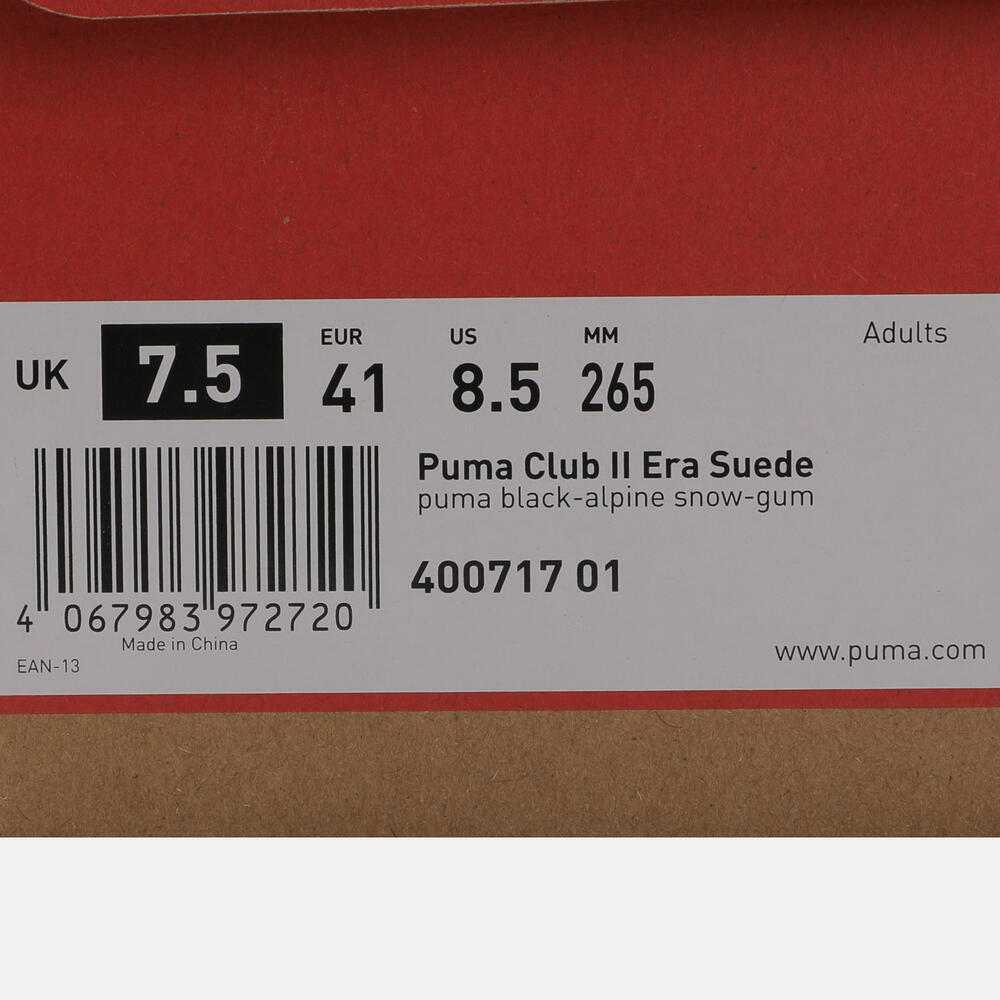 UK 7.5 EUR 41 US 8.5 MM 265 Adults
Puma Club II Era Suede
puma black-alpine snow-gum
400717 01
4 067983 972720
Made in China
EAN-13
www.puma.com